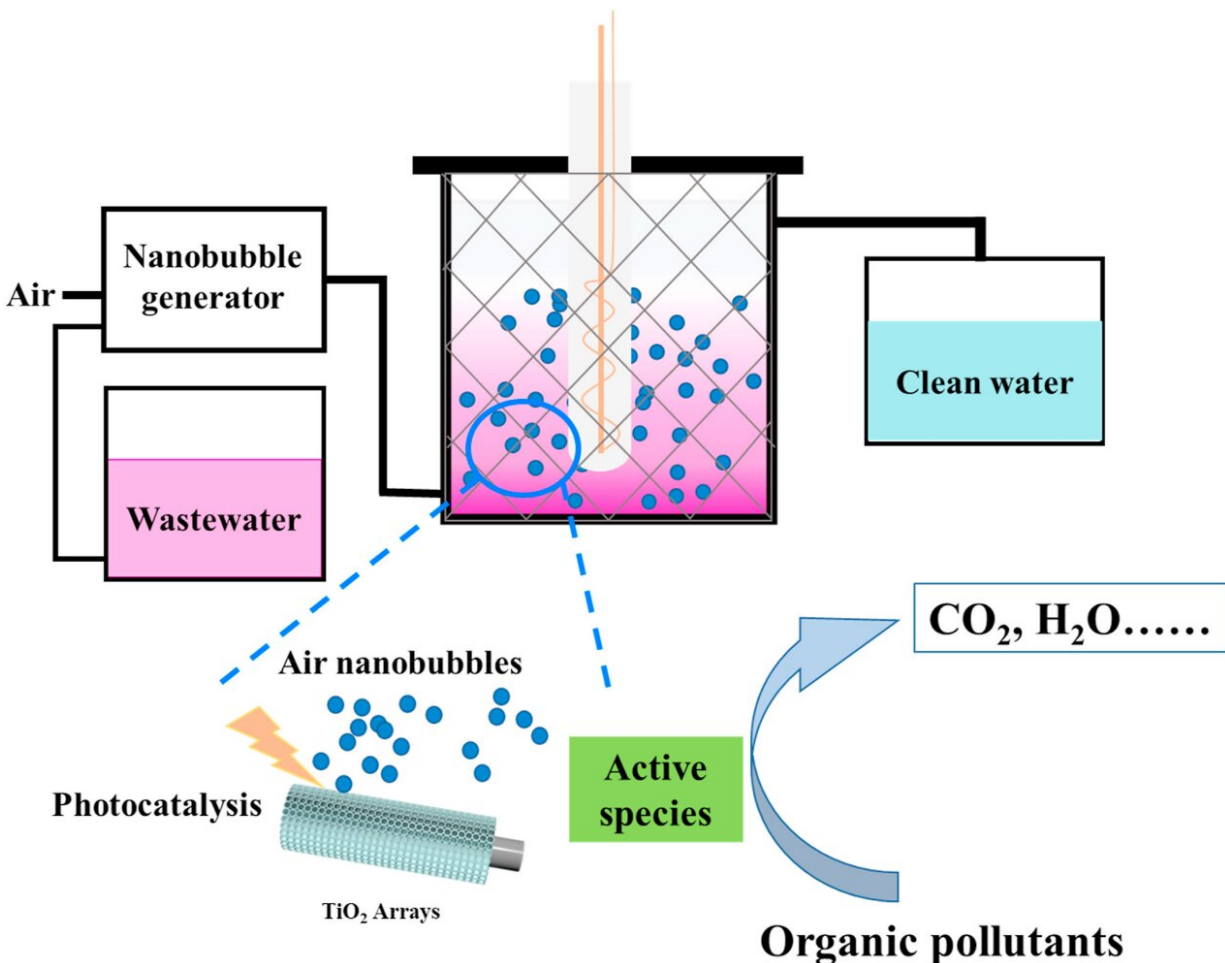 Nanobubble
generator
Air
Wastewater
Clean water
CO₂, H₂O......
Air nanobubbles
Active
species
Photocatalysis
TiO₂ Arrays
Organic pollutants